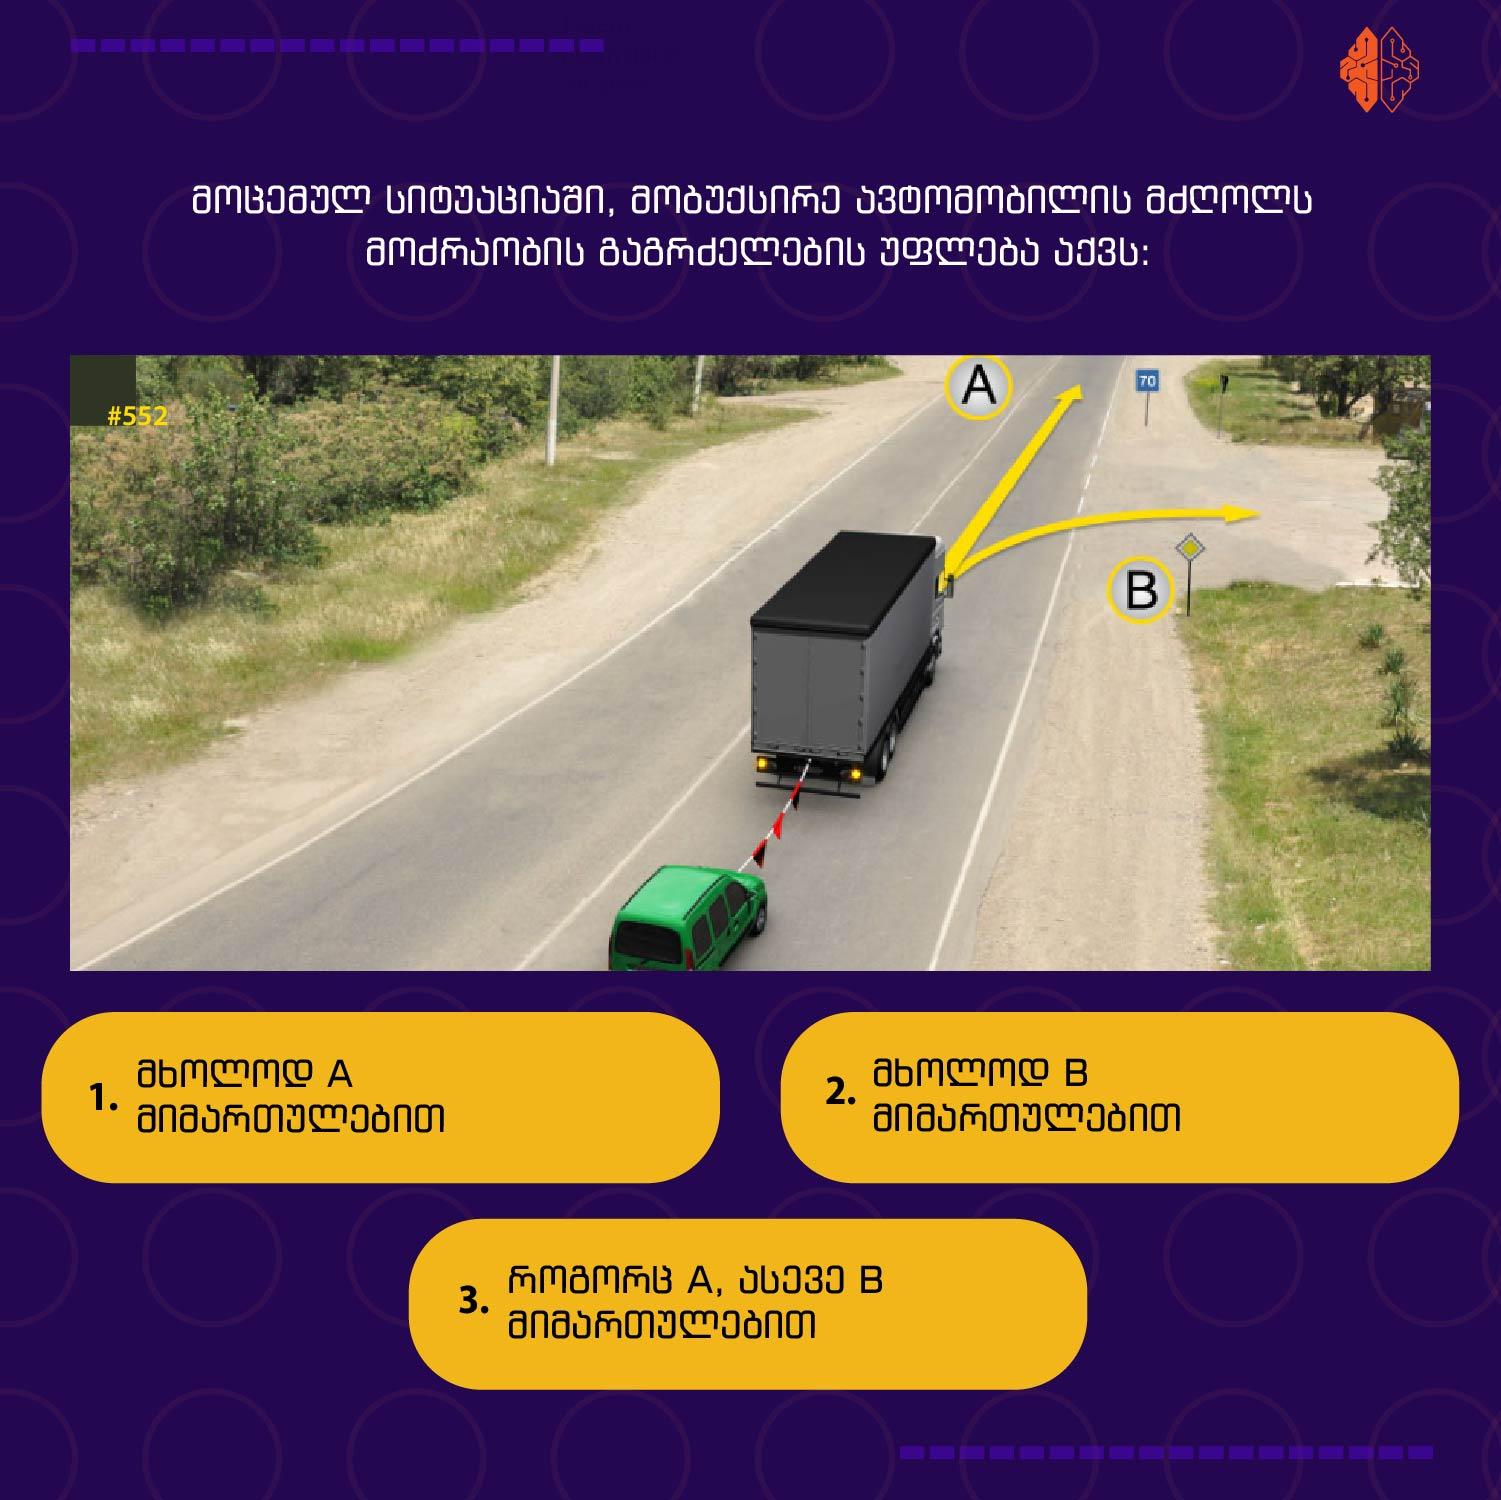 მოცემულ სიტუაციაში, მობუქსირე ავტომობილის მძღოლს
მოძრაობის გაგრძელების უფლება აქვს:
#552
A
70
B
1. მხოლოდ A
მიმართულებით
2. მხოლოდ B
მიმართულებით
3. როგორც A, ასევე B
მიმართულებით